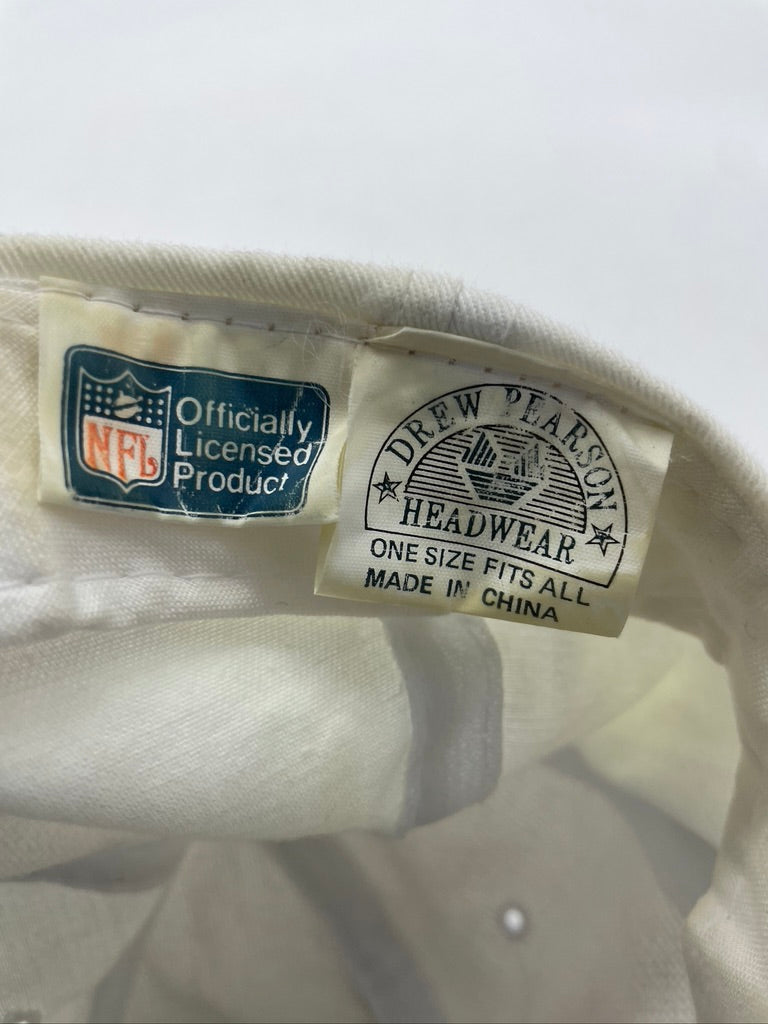 NFL
Officially
Licensed
Product
DREW PEARSON
HEADWEAR
ONE SIZE FITS ALL
MADE IN CHINA